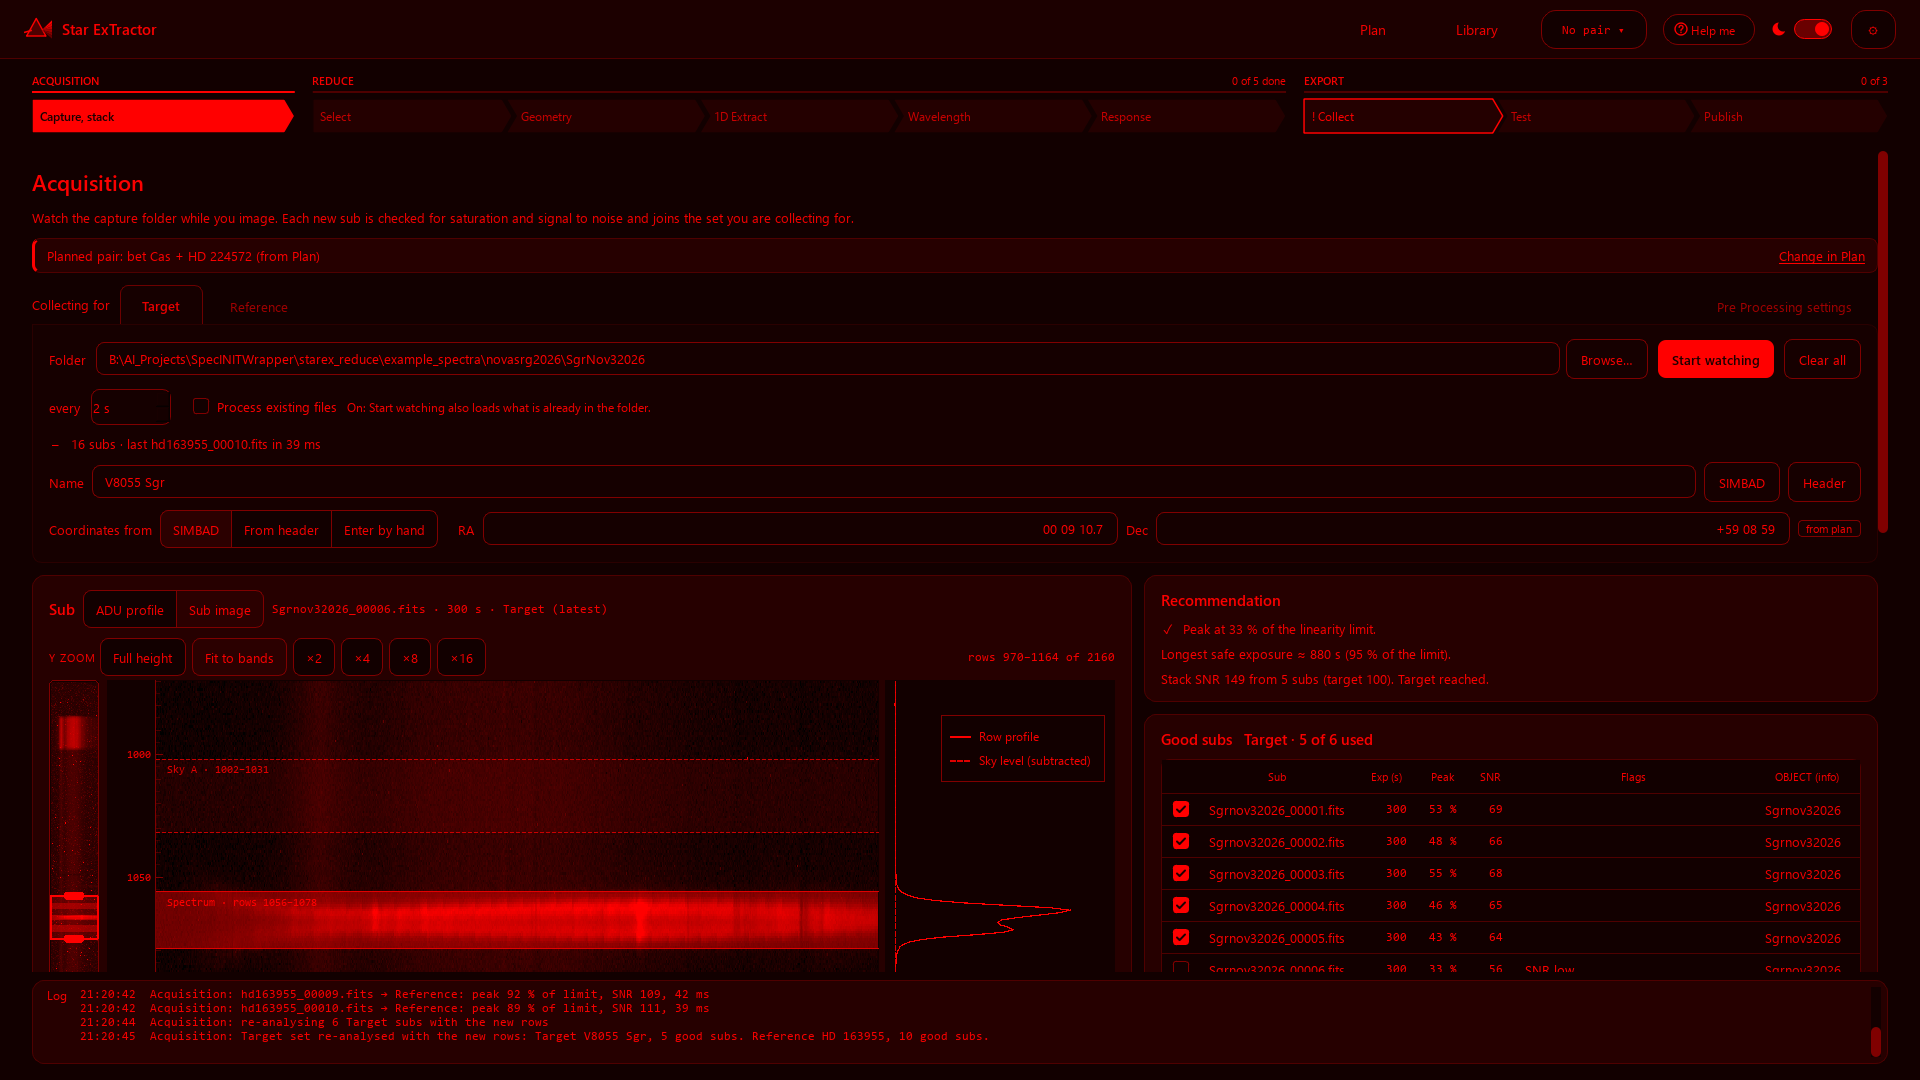 Star ExTractor
Plan
Library
No pair ▾
Help me
ACQUISITION
REDUCE
0 of 5 done
EXPORT
0 of 3
Capture, stack
Select
Geometry
1D Extract
Wavelength
Response
! Collect
Test
Publish
Acquisition
Watch the capture folder while you image. Each new sub is checked for saturation and signal to noise and joins the set you are collecting for.
Planned pair: bet Cas + HD 224572 (from Plan)
Change in Plan
Collecting for
Target
Reference
Pre Processing settings
Folder
B:\AI_Projects\SpecINITWrapper\starex_reduce\example_spectra\novasrg2026\SgrNov32026
Browse...
Start watching
Clear all
every
2 s
Process existing files
On: Start watching also loads what is already in the folder.
– 16 subs · last hd163955_00010.fits in 39 ms
Name
V8055 Sgr
SIMBAD
Header
Coordinates from
SIMBAD
From header
Enter by hand
RA
00 09 10.7
Dec
+59 08 59
from plan
Sub
ADU profile
Sub image
Sgrnov32026_00006.fits · 300 s · Target (latest)
Y ZOOM
Full height
Fit to bands
×2
×4
×8
×16
rows 970–1164 of 2160
1000
Sky A · 1002–1031
1050
Spectrum · rows 1056–1078
Row profile
Sky level (subtracted)
Recommendation
✓ Peak at 33 % of the linearity limit.
Longest safe exposure ≈ 880 s (95 % of the limit).
Stack SNR 149 from 5 subs (target 100). Target reached.
Good subs Target · 5 of 6 used
Sub Exp (s) Peak SNR Flags OBJECT (info)
Sgrnov32026_00001.fits 300 53 % 69 Sgrnov32026
Sgrnov32026_00002.fits 300 48 % 66 Sgrnov32026
Sgrnov32026_00003.fits 300 55 % 68 Sgrnov32026
Sgrnov32026_00004.fits 300 46 % 65 Sgrnov32026
Sgrnov32026_00005.fits 300 43 % 64 Sgrnov32026
Sgrnov32026_00006.fits 300 33 % 56 SNR low Sgrnov32026
Log
21:20:42 Acquisition: hd163955_00009.fits → Reference: peak 92 % of limit, SNR 109, 42 ms
21:20:42 Acquisition: hd163955_00010.fits → Reference: peak 89 % of limit, SNR 111, 39 ms
21:20:44 Acquisition: re-analysing 6 Target subs with the new rows
21:20:45 Acquisition: Target set re-analysed with the new rows: Target V8055 Sgr, 5 good subs. Reference HD 163955, 10 good subs.